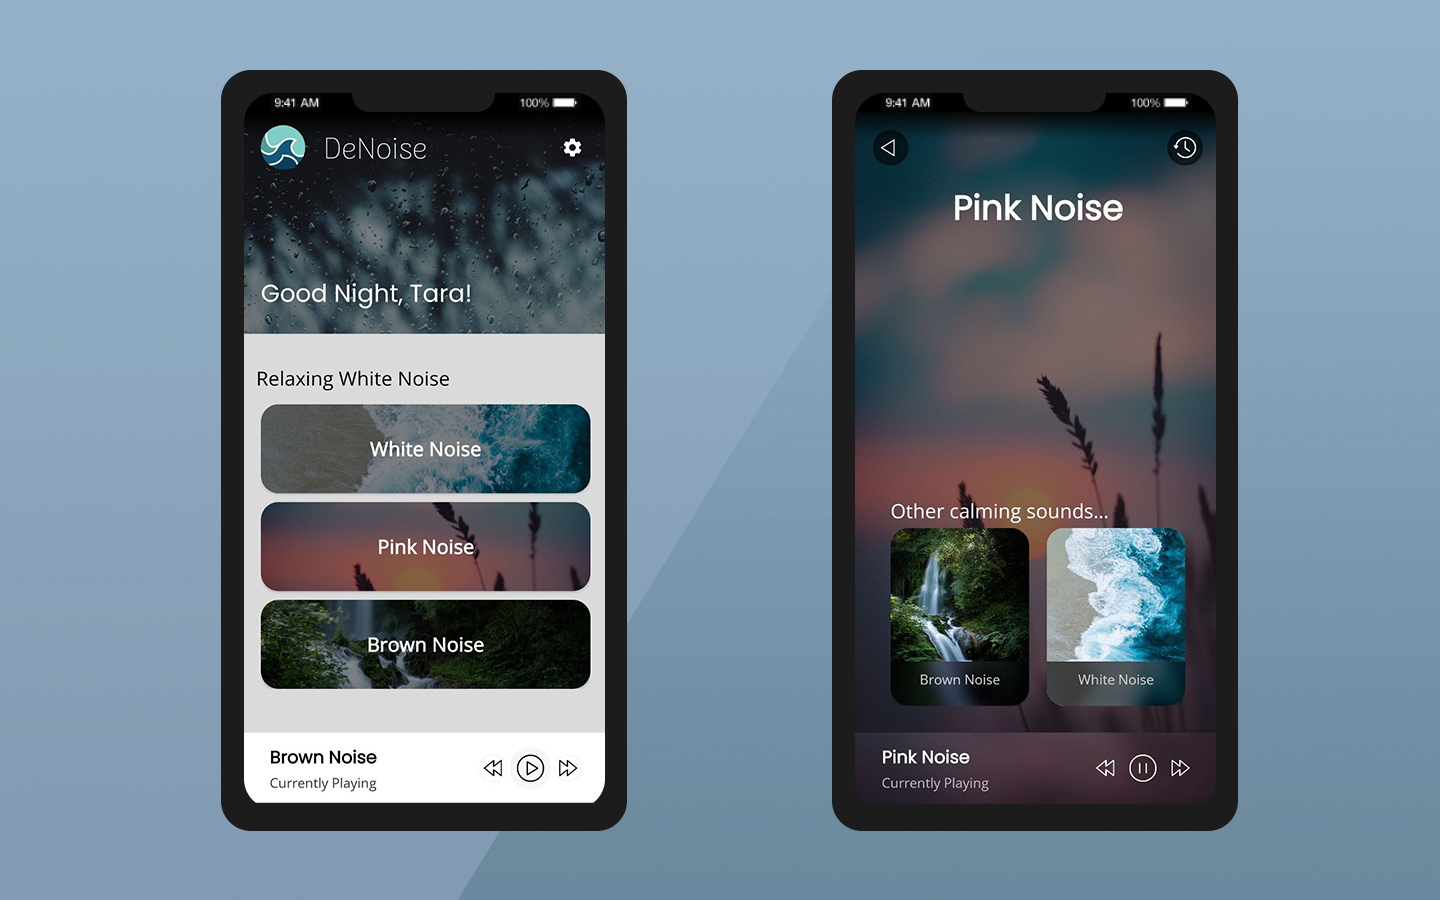 9:41 AM
100%
DeNoise
Good Night, Tara!
Relaxing White Noise
White Noise
Pink Noise
Brown Noise
Brown Noise
Currently Playing
9:41 AM
100%
Pink Noise
Other calming sounds...
Brown Noise
White Noise
Pink Noise
Currently Playing